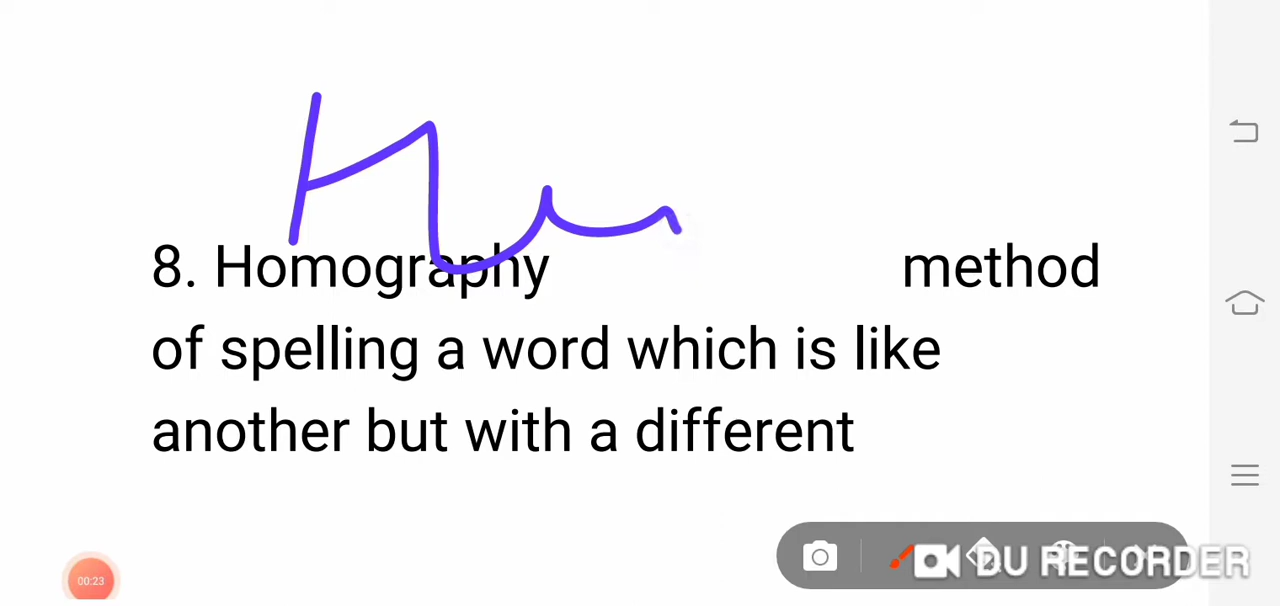 8. Homography method
of spelling a word which is like
another but with a different
00:23
DU RECORDER